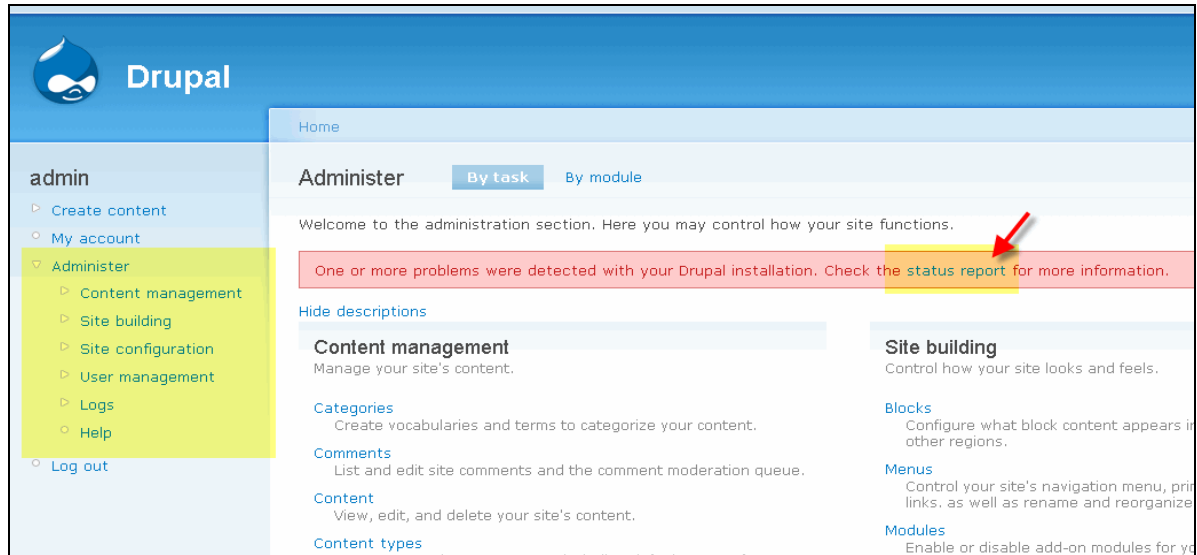 Drupal
Home
admin
Create content
My account
Administer
Content management
Site building
Site configuration
User management
Logs
Help
Log out
Administer By task By module
Welcome to the administration section. Here you may control how your site functions.
One or more problems were detected with your Drupal installation. Check the status report for more information.
Hide descriptions
Content management
Manage your site's content.
Categories
Create vocabularies and terms to categorize your content.
Comments
List and edit site comments and the comment moderation queue.
Content
View, edit, and delete your site's content.
Content types
Site building
Control how your site looks and feels.
Blocks
Configure what block content appears
other regions.
Menus
Control your site's navigation menu,
links. as well as rename and reorganize
Modules
Enable or disable add-on modules for